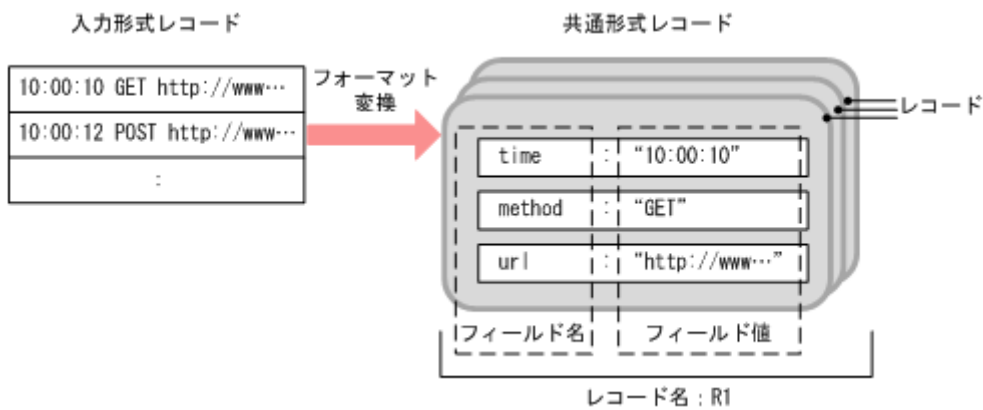 入力形式レコード
共通形式レコード
10:00:10 GET http://www…
10:00:12 POST http://www…
:
フォーマット
変換
レコード
time : “10:00:10”
method : “GET”
url : “http://www…”
フィールド名
フィールド値
レコード名:R1